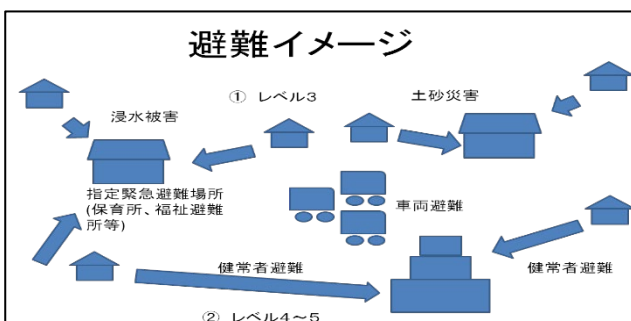 避難イメージ
① レベル3
土砂災害
浸水被害
指定緊急避難場所
(保育所、福祉避難
所等)
車両避難
健常者避難
健常者避難
② レベル4～5